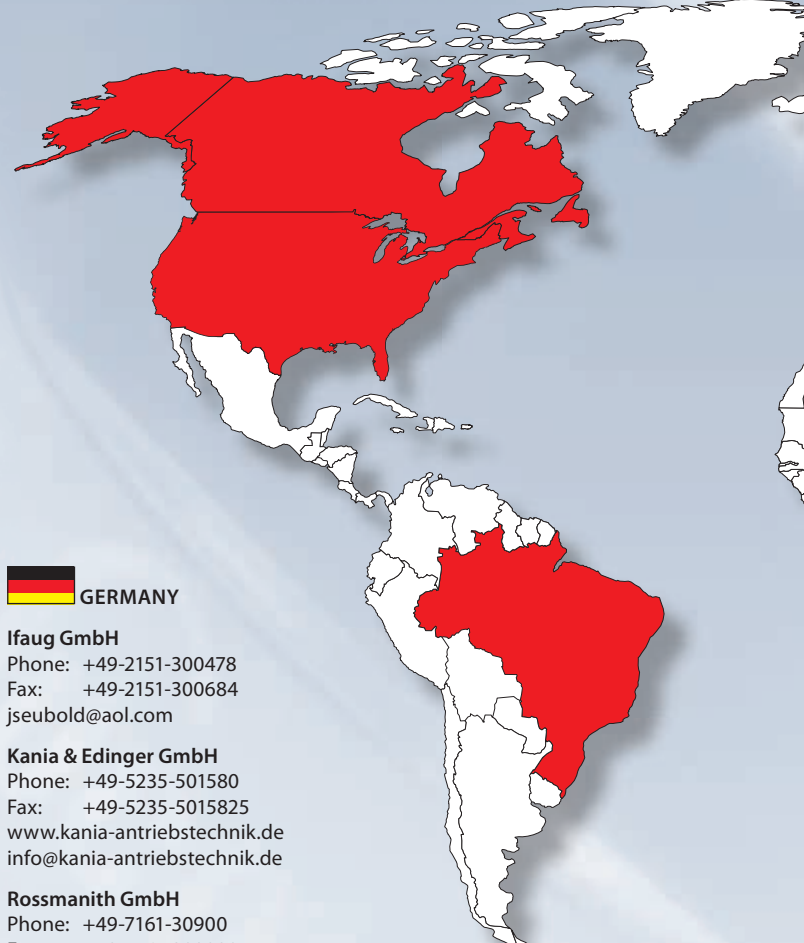 GERMANY
Ifaug GmbH
Phone: +49-2151-300478
Fax: +49-2151-300684
jseubold@aol.com
Kania & Edinger GmbH
Phone: +49-5235-501580
Fax: +49-5235-5015825
www.kania-antriebstechnik.de
info@kania-antriebstechnik.de
Rossmanith GmbH
Phone: +49-7161-30900